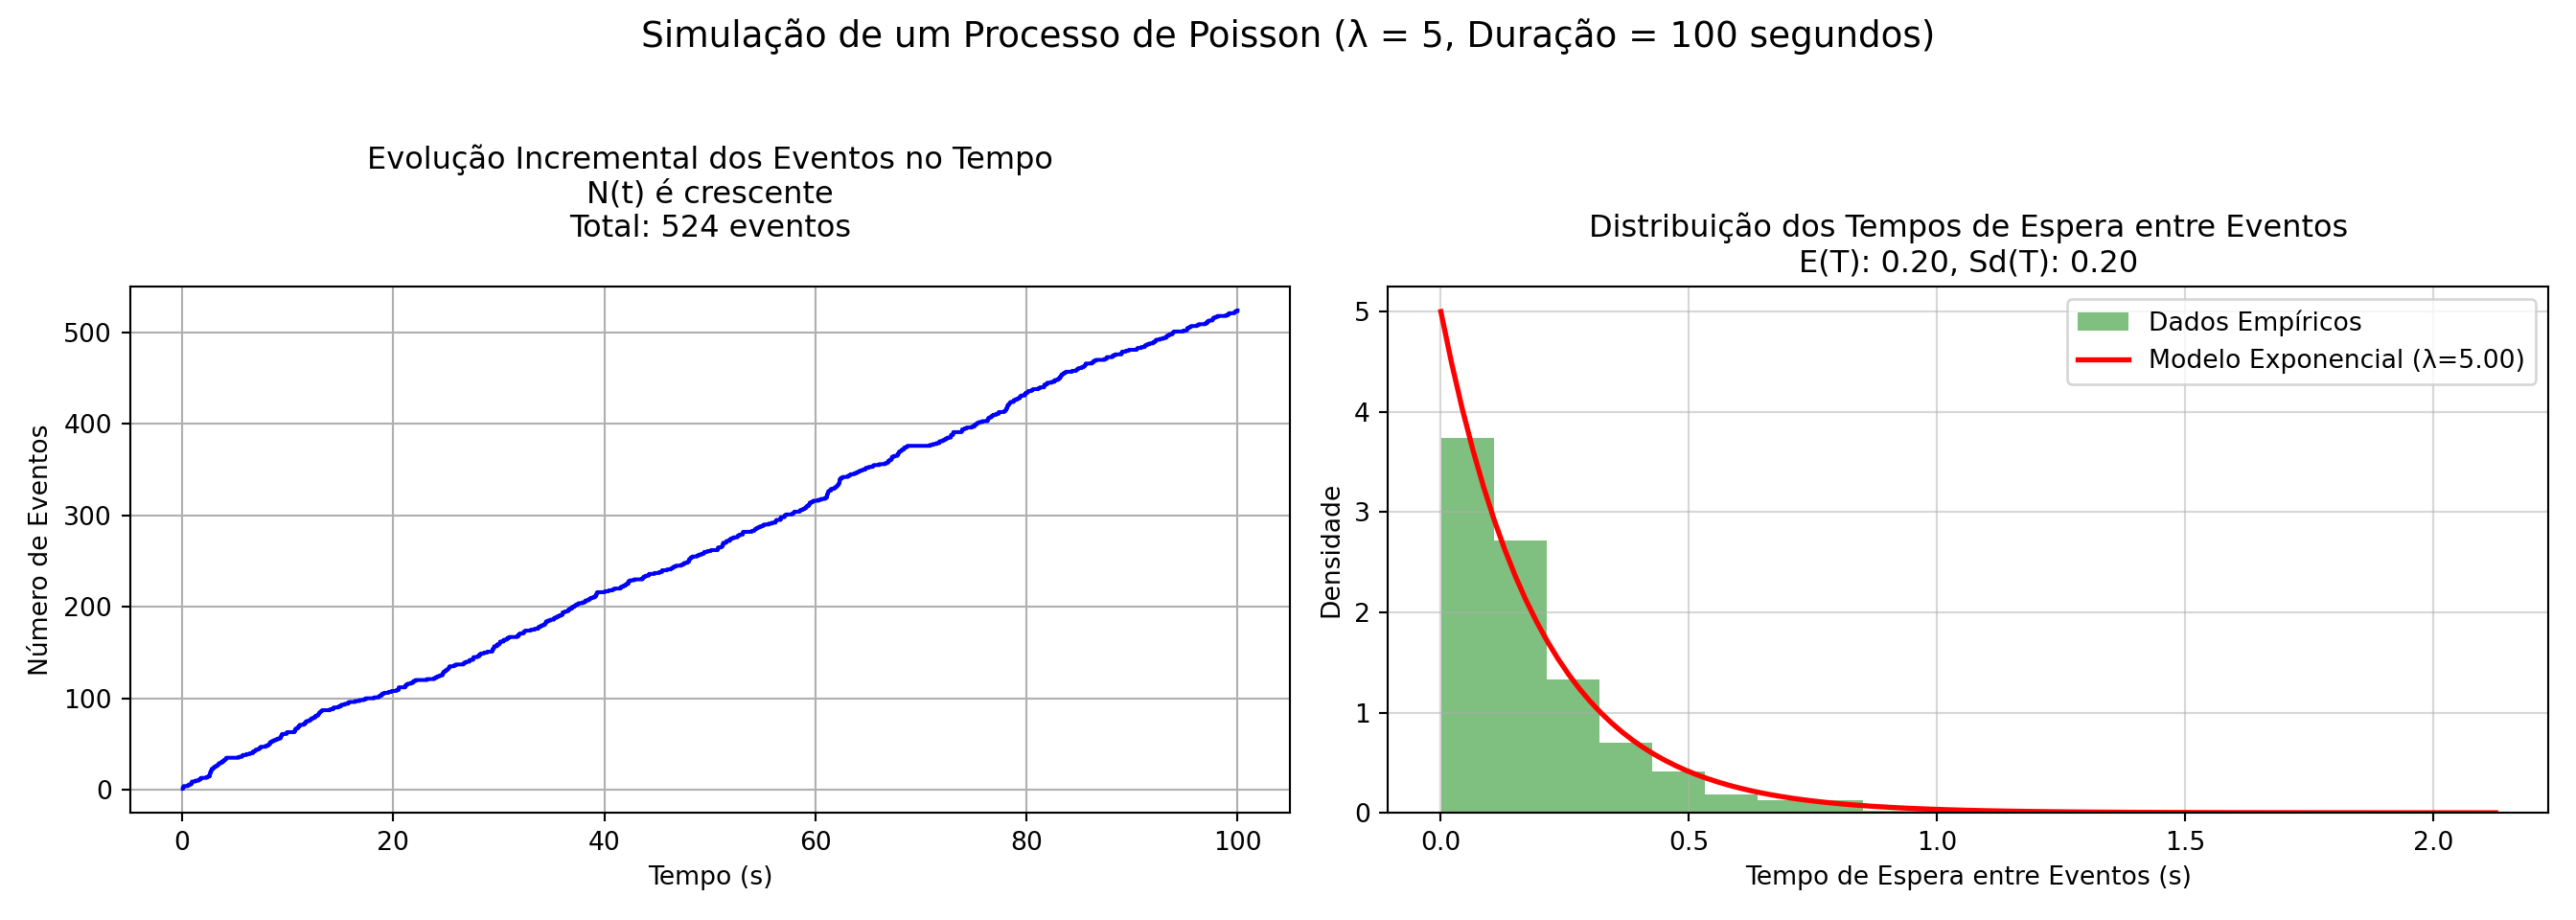 Simulação de um Processo de Poisson (λ = 5, Duração = 100 segundos)
Evolução Incremental dos Eventos no Tempo
N(t) é crescente
Total: 524 eventos
Número de Eventos
500
400
300
200
100
0
0 20 40 60 80 100
Tempo (s)
Distribuição dos Tempos de Espera entre Eventos
E(T): 0.20, Sd(T): 0.20
Dados Empíricos
Modelo Exponencial (λ=5.00)
Densidade
5
4
3
2
1
0
0.0 0.5 1.0 1.5 2.0
Tempo de Espera entre Eventos (s)